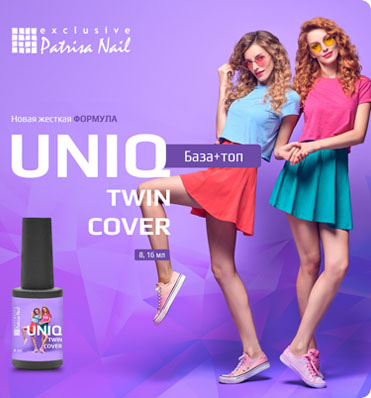 exclusive
Patrisa Nail
Новая жесткая ФОРМУЛА
UNIQ
База+топ
TWIN
COVER
8, 16 мл
UNIQ
TWIN
COVER